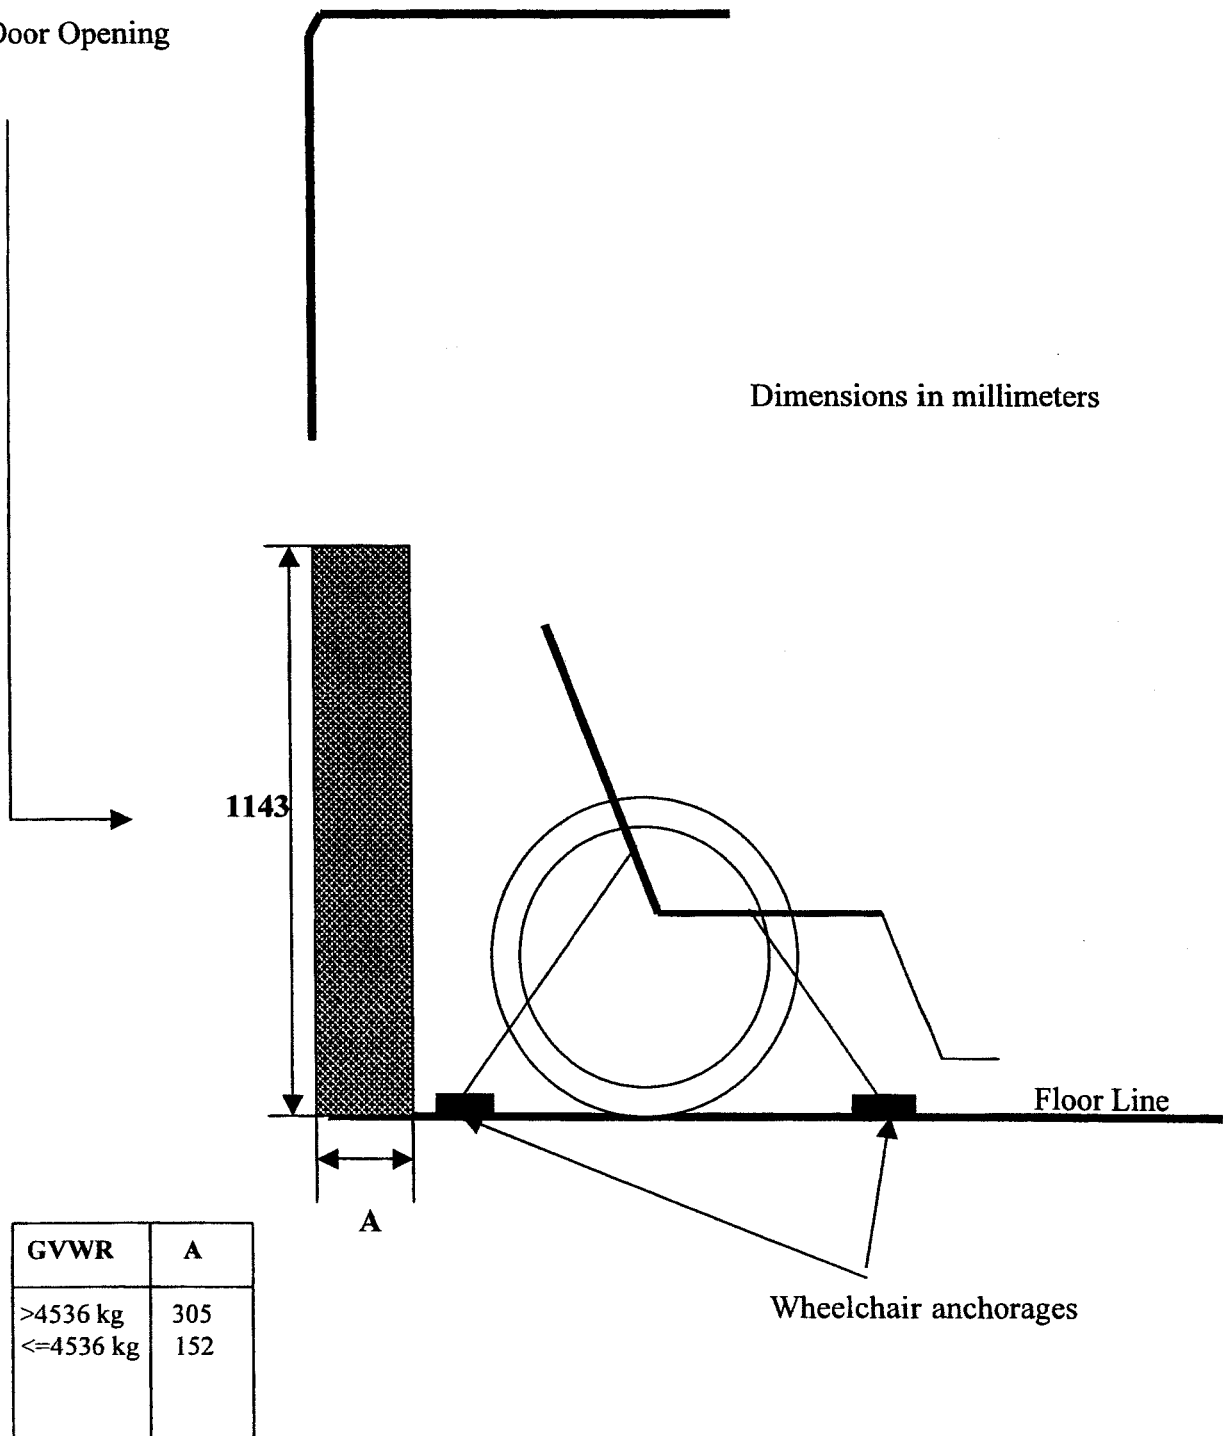 Door Opening
Dimensions in millimeters
1143
Floor Line
A
GVWR A
>4536 kg 305
<=4536 kg 152
Wheelchair anchorages